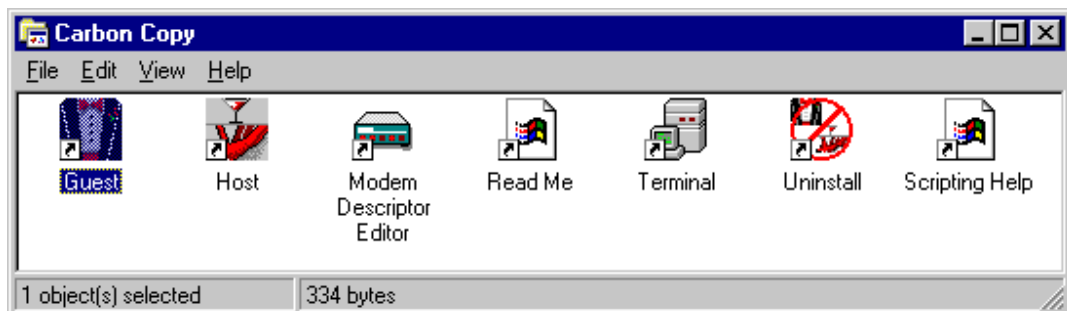 Carbon Copy
File Edit View Help
Guest Host Modem Descriptor Editor Read Me Terminal Uninstall Scripting Help
1 object(s) selected 334 bytes